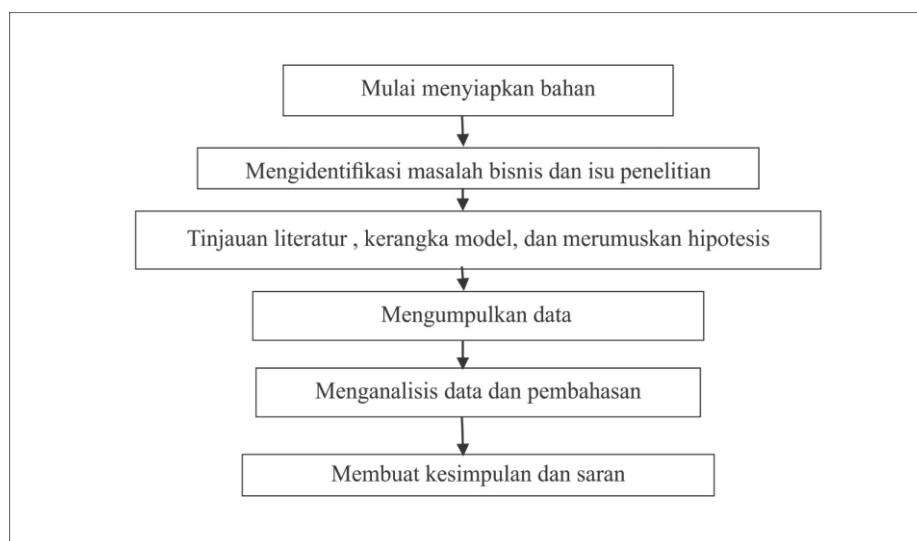 Mulai menyiapkan bahan
Mengidentifikasi masalah bisnis dan isu penelitian
Tinjauan literatur , kerangka model, dan merumuskan hipotesis
Mengumpulkan data
Menganalisis data dan pembahasan
Membuat kesimpulan dan saran